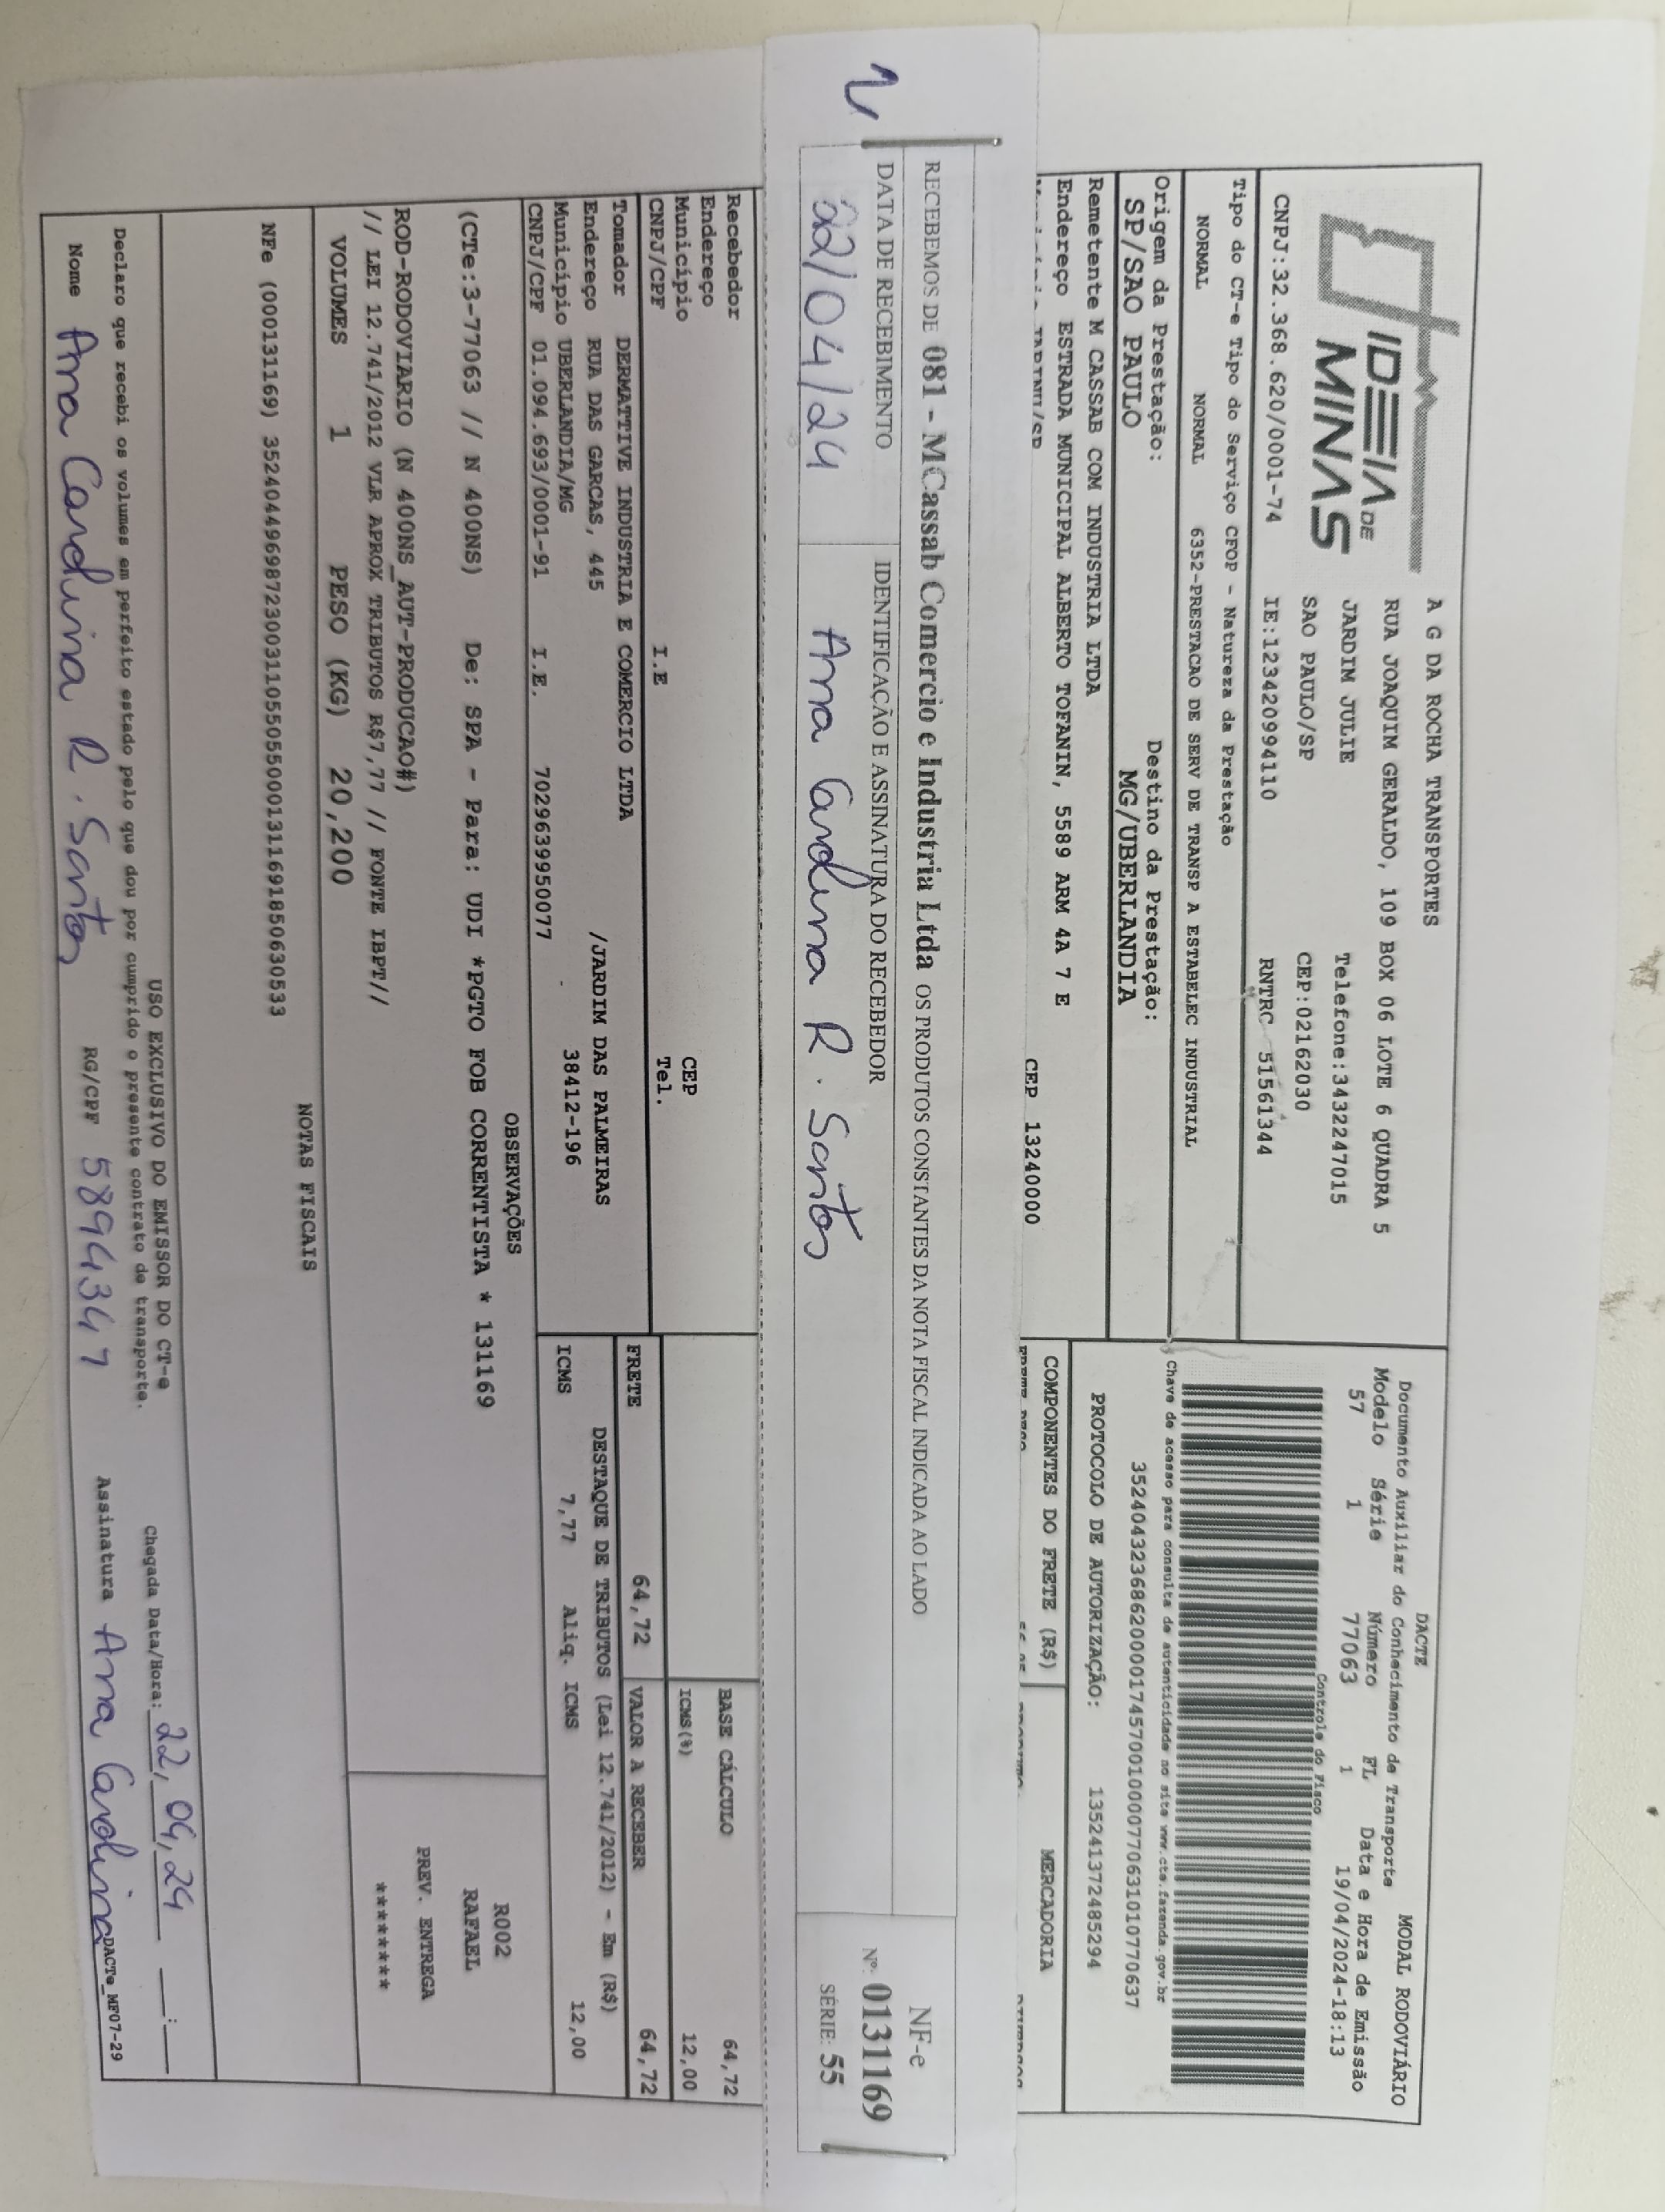 IDEIA DE
MINAS
A G DA ROCHA TRANSPORTES
RUA JOAQUIM GERALDO, 109 BOX 06 LOTE 6 QUADRA 5
JARDIM JULIE Telefone:3432247015
SAO PAULO/SP CEP:02162030
CNPJ:32.368.620/0001-74 IE:123420994110 RNTRC 51561344
Tipo do CT-e Tipo do Serviço CFOP - Natureza da Prestação
NORMAL NORMAL 6352-PRESTACAO DE SERV DE TRANSP A ESTABELEC INDUSTRIAL
Origem da Prestação: Destino da Prestação:
SP/SAO PAULO MG/UBERLANDIA
Remetente M CASSAB COM INDUSTRIA LTDA
Endereço ESTRADA MUNICIPAL ALBERTO TOFANIN, 5589 ARM 4A 7 E
CEP 13240000
DACTE MODAL RODOVIÁRIO
Documento Auxiliar do Conhecimento de Transporte
Modelo Série Número FL Data e Hora de Emissão
57 1 77063 1 19/04/2024-18:13
Controle do Fisco
Chave de acesso para consulta de autenticidade no site www.cte.fazenda.gov.br
35240432368620000174570010000770631010770637
PROTOCOLO DE AUTORIZAÇÃO: 135241372485294
COMPONENTES DO FRETE (R$) MERCADORIA
RECEBEMOS DE 081 - MCassab Comercio e Industria Ltda OS PRODUTOS CONSTANTES DA NOTA FISCAL INDICADA AO LADO
DATA DE RECEBIMENTO IDENTIFICAÇÃO E ASSINATURA DO RECEBEDOR
22/04/24 Ana Carolina R. Santos
NF-e
Nº 0131169
SÉRIE: 55
Recebedor
Endereço
Município CEP
CNPJ/CPF I.E Tel.
BASE CÁLCULO 64,72
ICMS(%) 12,00
FRETE 64,72 VALOR A RECEBER 64,72
Tomador DERMATTIVE INDUSTRIA E COMERCIO LTDA
Endereço RUA DAS GARCAS, 445 /JARDIM DAS PALMEIRAS
Município UBERLANDIA/MG 38412-196
CNPJ/CPF 01.094.693/0001-91 I.E. 7029639950077
DESTAQUE DE TRIBUTOS (Lei 12.741/2012) - Em (R$)
ICMS 7,77 Aliq. ICMS 12,00
OBSERVAÇÕES
(CTe:3-77063 // N 400NS) De: SPA - Para: UDI *PGTO FOB CORRENTISTA * 131169
R002
RAFAEL
ROD-RODOVIARIO (N 400NS_AUT-PRODUCAO#)
// LEI 12.741/2012 VLR APROX TRIBUTOS R$7,77 // FONTE IBPT//
PREV. ENTREGA
********
VOLUMES 1 PESO (KG) 20,200
NOTAS FISCAIS
NFe (000131169) 35240449698723003110550550001311691850630533
USO EXCLUSIVO DO EMISSOR DO CT-e
Declaro que recebi os volumes em perfeito estado pelo que dou por cumprido o presente contrato de transporte.
Chegada Data/Hora: 22,04,24 __:__
Nome Ana Carolina R. Santos RG/CPF Assinatura Ana Carolina
DACTe_MF07-29